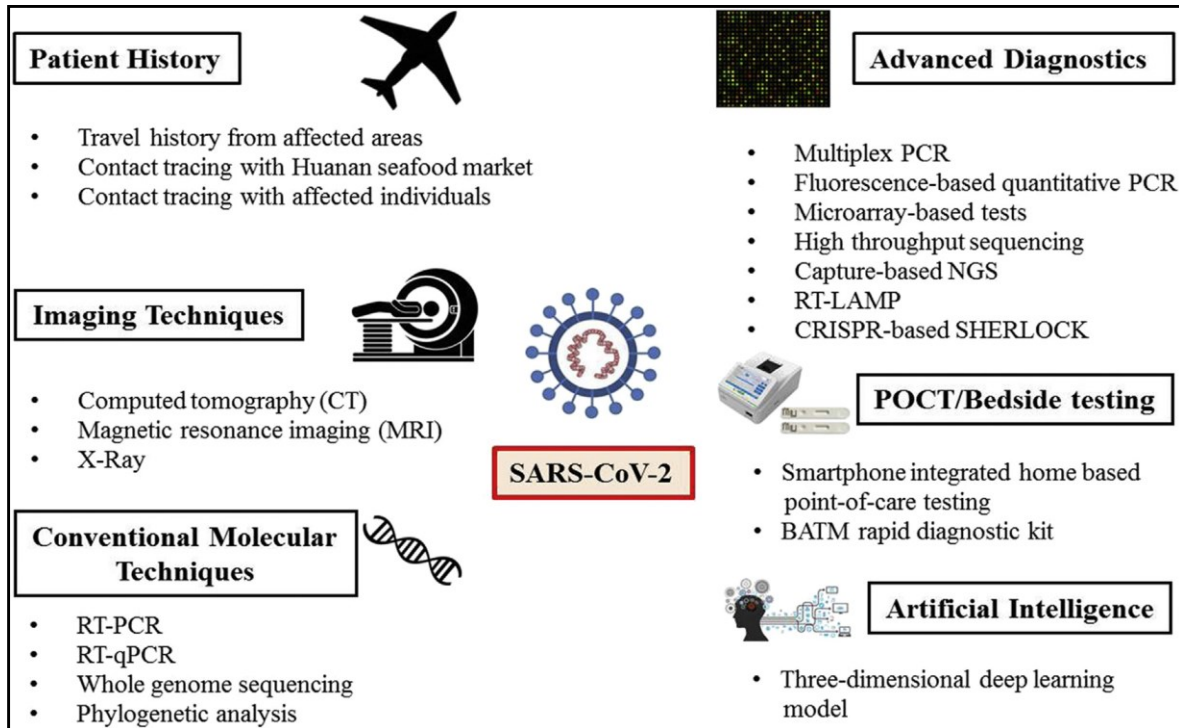 Patient History
• Travel history from affected areas
• Contact tracing with Huanan seafood market
• Contact tracing with affected individuals
Imaging Techniques
• Computed tomography (CT)
• Magnetic resonance imaging (MRI)
• X-Ray
Conventional Molecular
Techniques
• RT-PCR
• RT-qPCR
• Whole genome sequencing
• Phylogenetic analysis
SARS-CoV-2
Advanced Diagnostics
• Multiplex PCR
• Fluorescence-based quantitative PCR
• Microarray-based tests
• High throughput sequencing
• Capture-based NGS
• RT-LAMP
• CRISPR-based SHERLOCK
POCT/Bedside testing
• Smartphone integrated home based
point-of-care testing
• BATM rapid diagnostic kit
Artificial Intelligence
• Three-dimensional deep learning
model